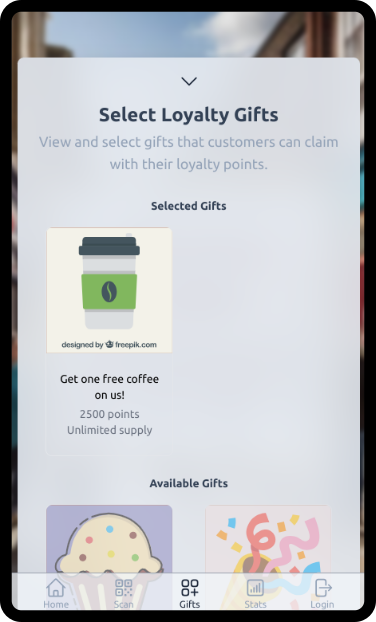 Select Loyalty Gifts
View and select gifts that customers can claim
with their loyalty points.
Selected Gifts
designed by freepik.com
Get one free coffee
on us!
2500 points
Unlimited supply
Available Gifts
Home
Scan
Gifts
Stats
Login